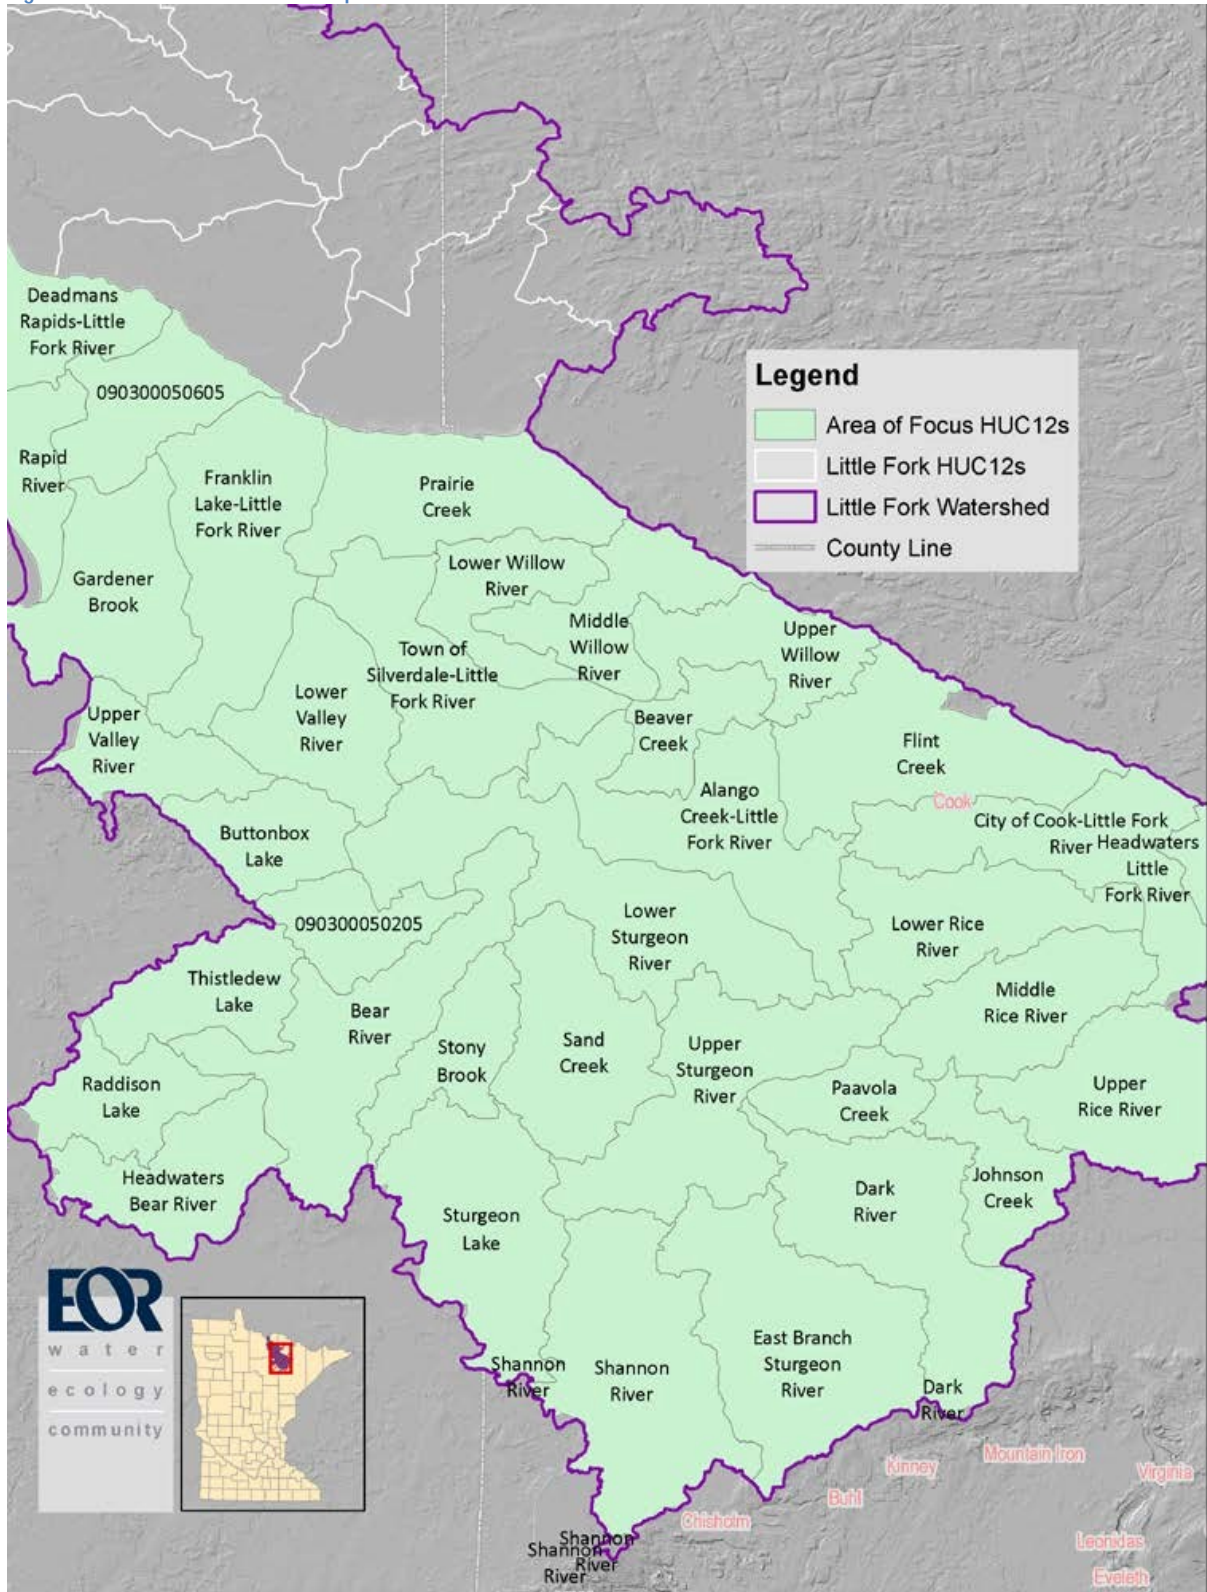 Deadmans
Rapids-Little
Fork River
090300050605
Rapid
River
Franklin
Lake-Little
Fork River
Prairie
Creek
Legend
Area of Focus HUC12s
Little Fork HUC12s
Little Fork Watershed
County Line
Gardener
Brook
Lower Willow
River
Middle
Willow
River
Upper
Willow
River
Town of
Silverdale-Little
Fork River
Lower
Valley
River
Upper
Valley
River
Beaver
Creek
Flint
Creek
Alango
Creek-Little
Fork River
Cook
City of Cook-Little Fork
River
Headwaters
Little
Fork River
Buttonbox
Lake
090300050205
Lower
Sturgeon
River
Lower Rice
River
Thistledew
Lake
Bear
River
Middle
Rice River
Stony
Brook
Sand
Creek
Upper
Sturgeon
River
Raddison
Lake
Paavola
Creek
Upper
Rice River
Headwaters
Bear River
Johnson
Creek
Dark
River
Sturgeon
Lake
EOR
water
ecology
community
East Branch
Sturgeon
River
Shannon
River
Shannon
River
Dark
River
Kinney
Mountain Iron
Virginia
Buhl
Chisholm
Leonidas
Eveleth
Shannon
River
Shannon
River